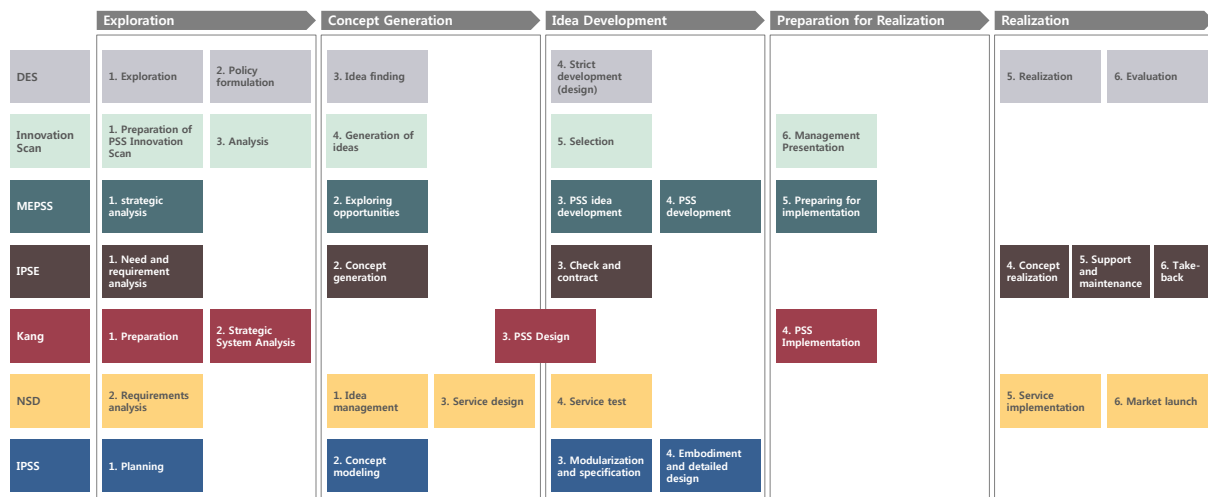 Exploration
Concept Generation
Idea Development
Preparation for Realization
Realization
DES
1. Exploration
2. Policy
formulation
3. Idea finding
4. Strict
development
(design)
5. Realization
6. Evaluation
Innovation
Scan
1. Preparation of
PSS Innovation
Scan
3. Analysis
4. Generation of
ideas
5. Selection
6. Management
Presentation
MEPSS
1. strategic
analysis
2. Exploring
opportunities
3. PSS idea
development
4. PSS
development
5. Preparing for
implementation
IPSE
1. Need and
requirement
analysis
2. Concept
generation
3. Check and
contract
4. Concept
realization
5. Support
and
maintenance
6. Take-
back
Kang
1. Preparation
2. Strategic
System Analysis
3. PSS Design
4. PSS
Implementation
NSD
2. Requirements
analysis
1. Idea
management
3. Service design
4. Service test
5. Service
implementation
6. Market launch
IPSS
1. Planning
2. Concept
modeling
3. Modularization
and specification
4. Embodiment
and detailed
design